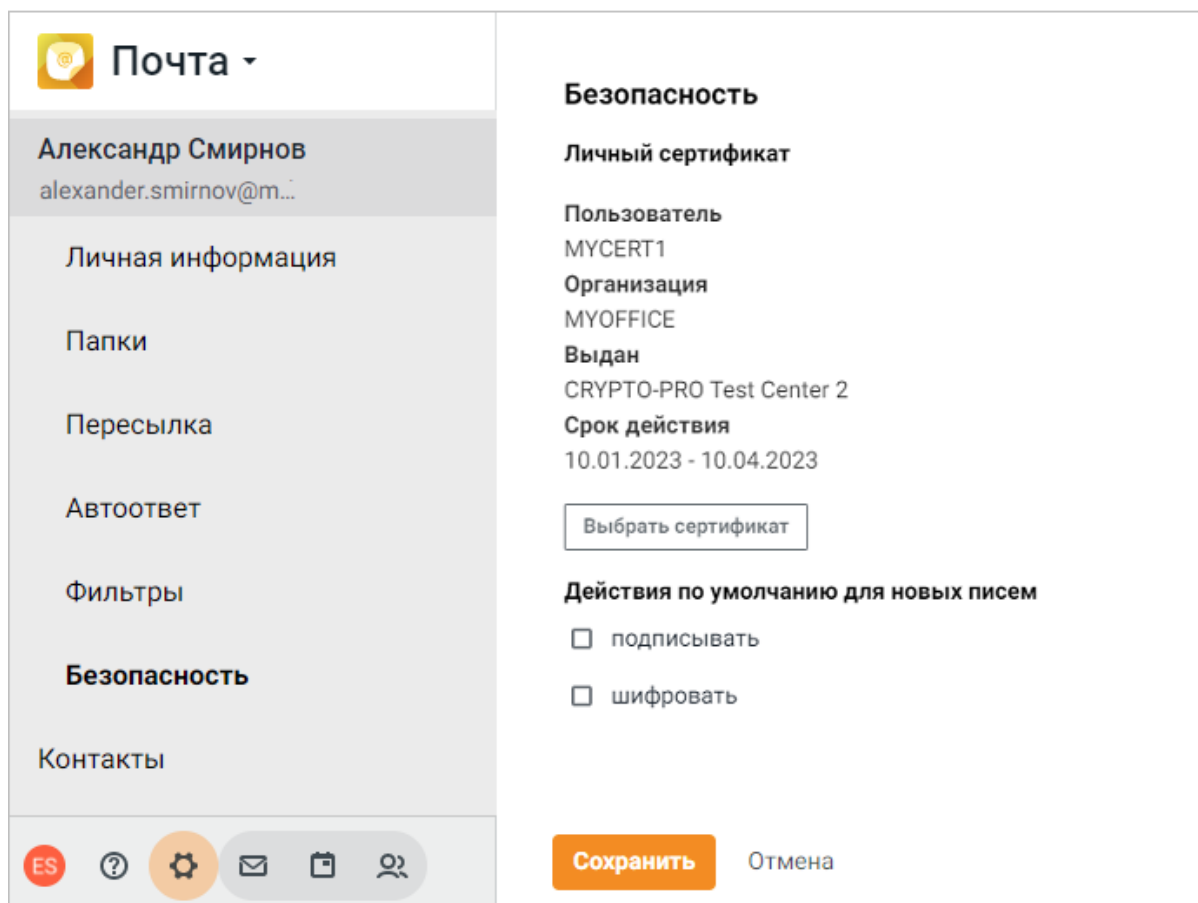 Почта
Александр Смирнов
alexander.smirnov@m...
Личная информация
Папки
Пересылка
Автоответ
Фильтры
Безопасность
Контакты
ES
Безопасность
Личный сертификат
Пользователь
MYCERT1
Организация
MYOFFICE
Выдан
CRYPTO-PRO Test Center 2
Срок действия
10.01.2023 - 10.04.2023
Выбрать сертификат
Действия по умолчанию для новых писем
подписывать
шифровать
Сохранить Отмена